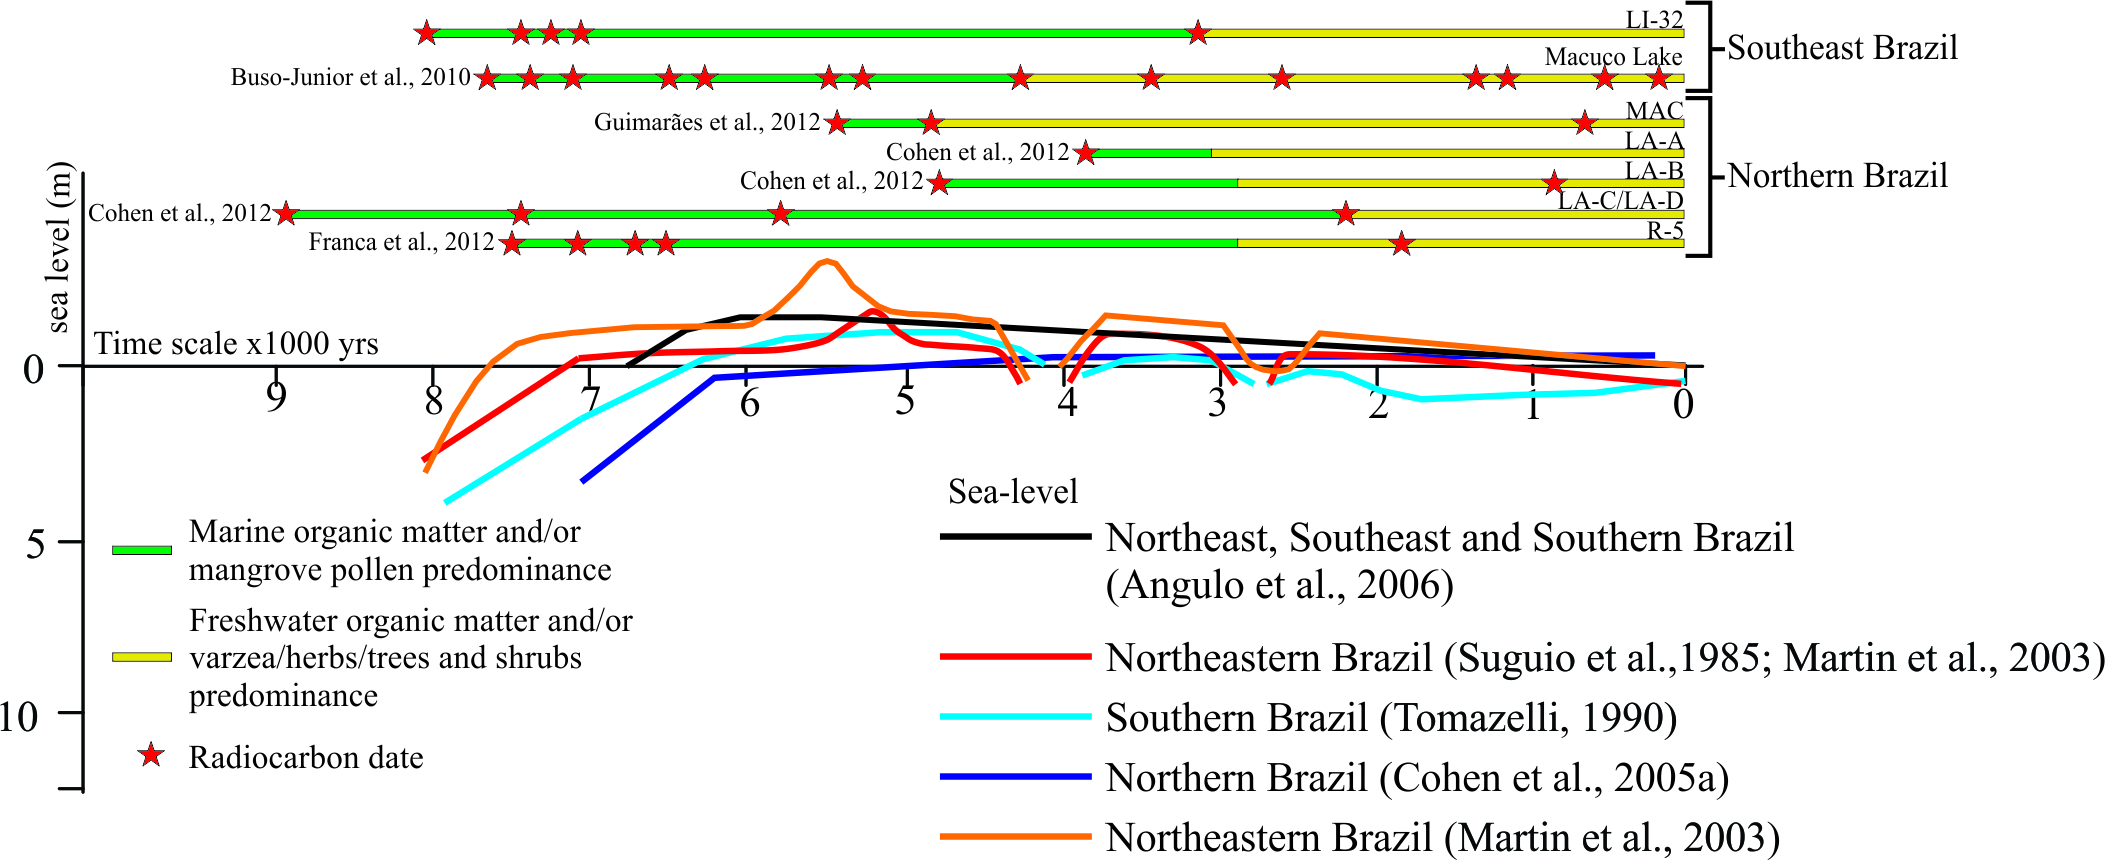 LI-32
Southeast Brazil
Macuco Lake
Buso-Junior et al., 2010
MAC
Guimarães et al., 2012
LA-A
Cohen et al., 2012
LA-B
Northern Brazil
Cohen et al., 2012
LA-C/LA-D
Cohen et al., 2012
R-5
Franca et al., 2012
sea level (m)
Time scale x1000 yrs
0
9 8 7 6 5 4 3 2 1 0
5
10
Marine organic matter and/or
mangrove pollen predominance
Freshwater organic matter and/or
varzea/herbs/trees and shrubs
predominance
Radiocarbon date
Sea-level
Northeast, Southeast and Southern Brazil
(Angulo et al., 2006)
Northeastern Brazil (Suguio et al.,1985; Martin et al., 2003)
Southern Brazil (Tomazelli, 1990)
Northern Brazil (Cohen et al., 2005a)
Northeastern Brazil (Martin et al., 2003)